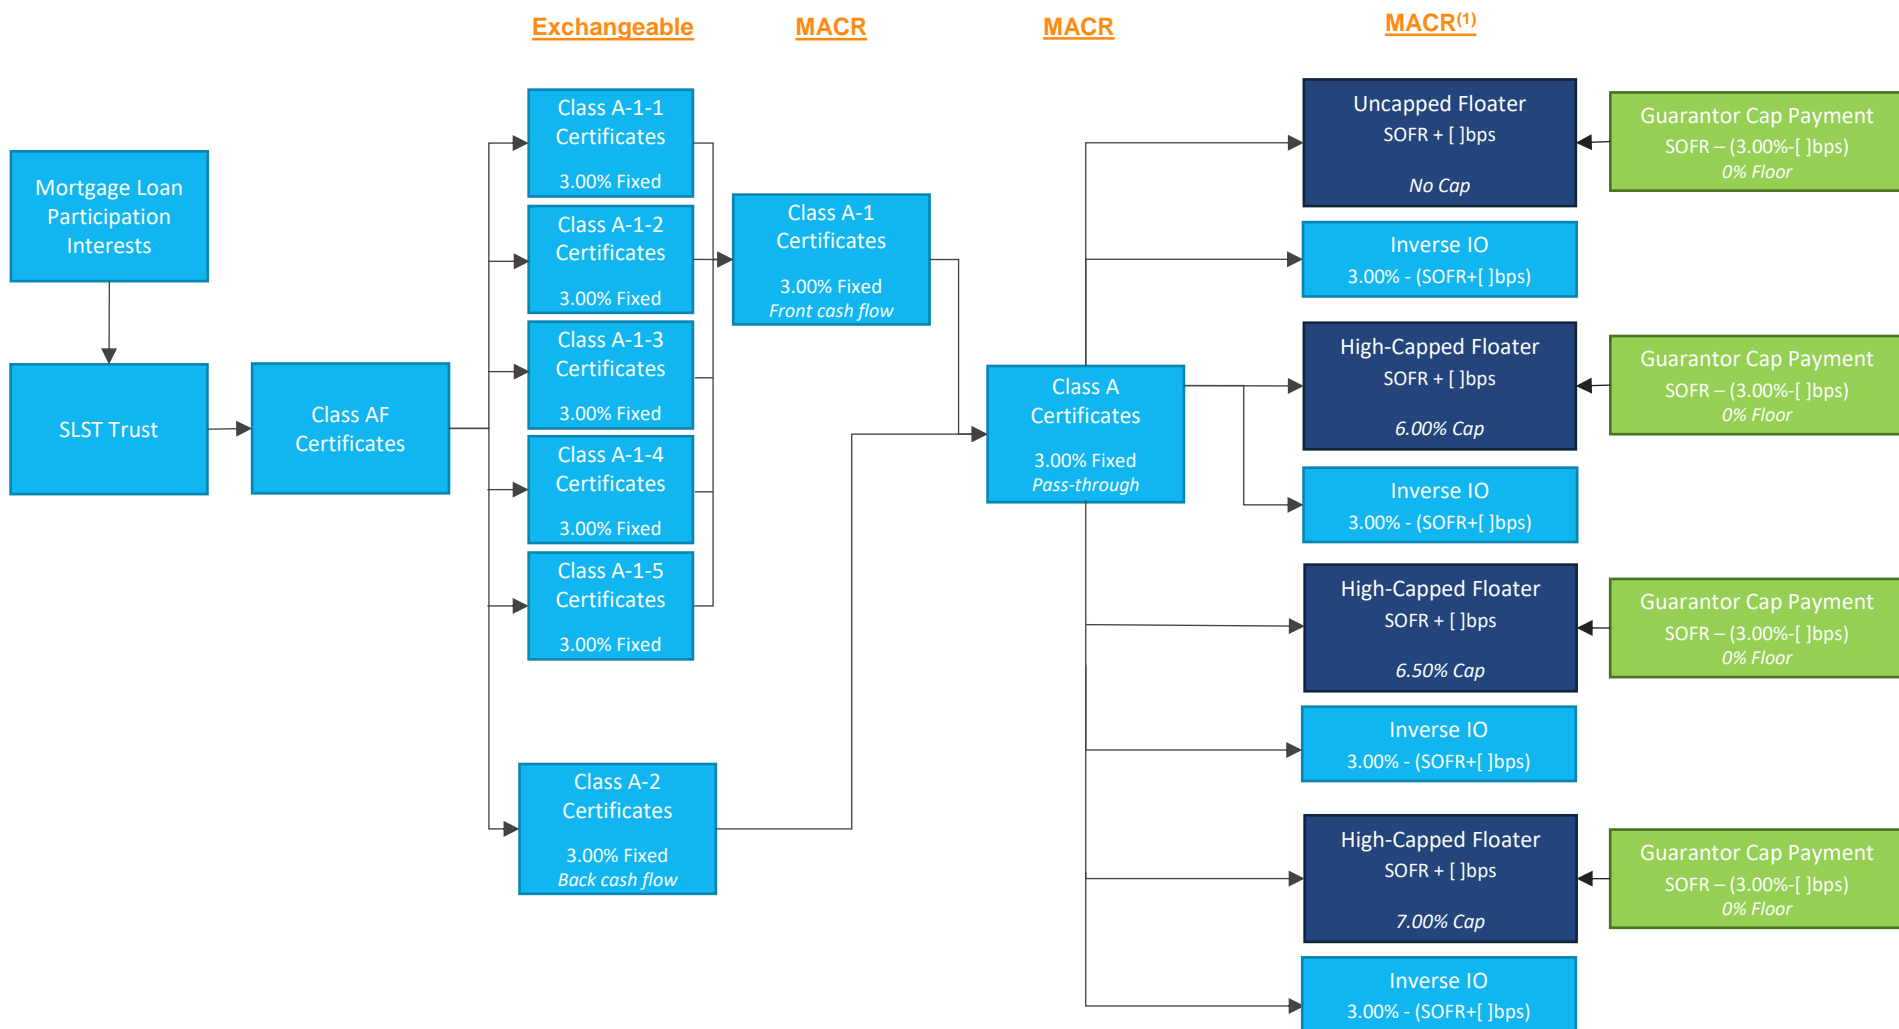 Exchangeable
MACR
MACR
MACR(1)
Mortgage Loan
Participation
Interests
SLST Trust
Class AF
Certificates
Class A-1-1
Certificates
3.00% Fixed
Class A-1-2
Certificates
3.00% Fixed
Class A-1-3
Certificates
3.00% Fixed
Class A-1-4
Certificates
3.00% Fixed
Class A-1-5
Certificates
3.00% Fixed
Class A-2
Certificates
3.00% Fixed
Back cash flow
Class A-1
Certificates
3.00% Fixed
Front cash flow
Class A
Certificates
3.00% Fixed
Pass-through
Uncapped Floater
SOFR + [ ]bps
No Cap
Guarantor Cap Payment
SOFR – (3.00%-[ ]bps)
0% Floor
Inverse IO
3.00% - (SOFR+[ ]bps)
High-Capped Floater
SOFR + [ ]bps
6.00% Cap
Guarantor Cap Payment
SOFR – (3.00%-[ ]bps)
0% Floor
Inverse IO
3.00% - (SOFR+[ ]bps)
High-Capped Floater
SOFR + [ ]bps
6.50% Cap
Guarantor Cap Payment
SOFR – (3.00%-[ ]bps)
0% Floor
Inverse IO
3.00% - (SOFR+[ ]bps)
High-Capped Floater
SOFR + [ ]bps
7.00% Cap
Guarantor Cap Payment
SOFR – (3.00%-[ ]bps)
0% Floor
Inverse IO
3.00% - (SOFR+[ ]bps)